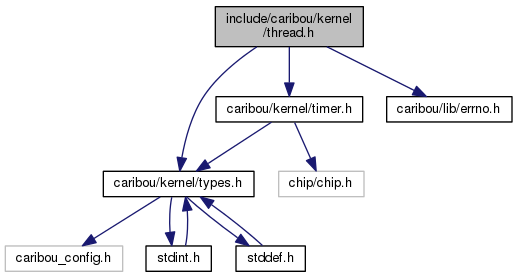 include/caribou/kernel
/thread.h
caribou/kernel/timer.h
caribou/lib/errno.h
caribou/kernel/types.h
chip/chip.h
caribou_config.h
stdint.h
stddef.h